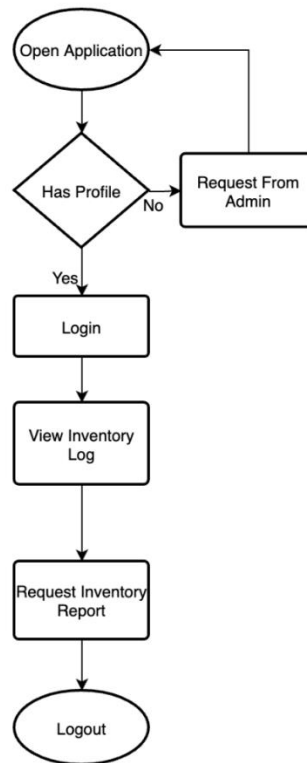 Open Application
Has Profile
No
Request From
Admin
Yes
Login
View Inventory
Log
Request Inventory
Report
Logout